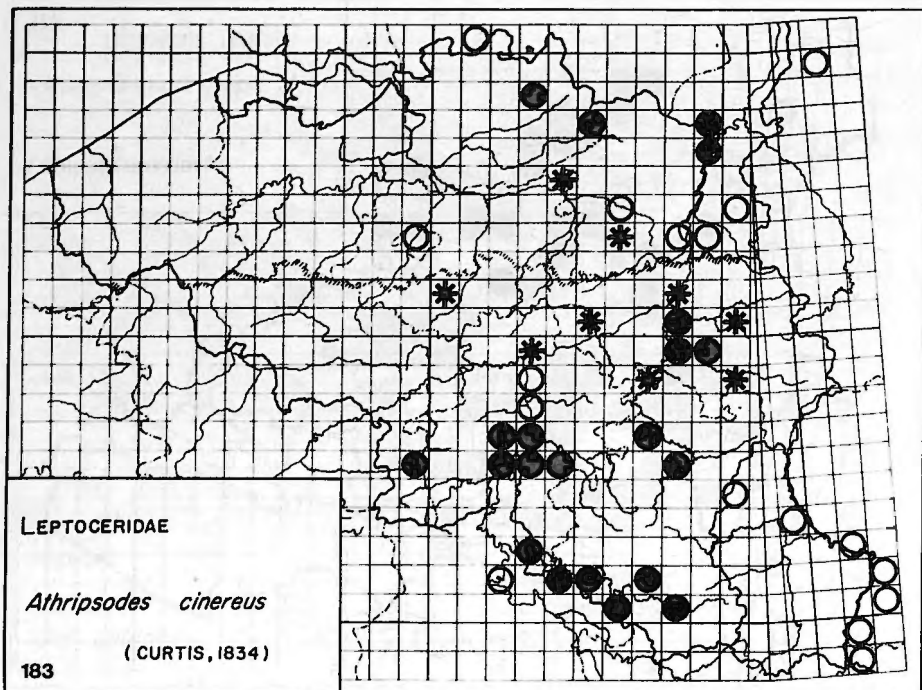 LEPTOCERIDAE
Athripsodes cinereus
(CURTIS, 1834)
183